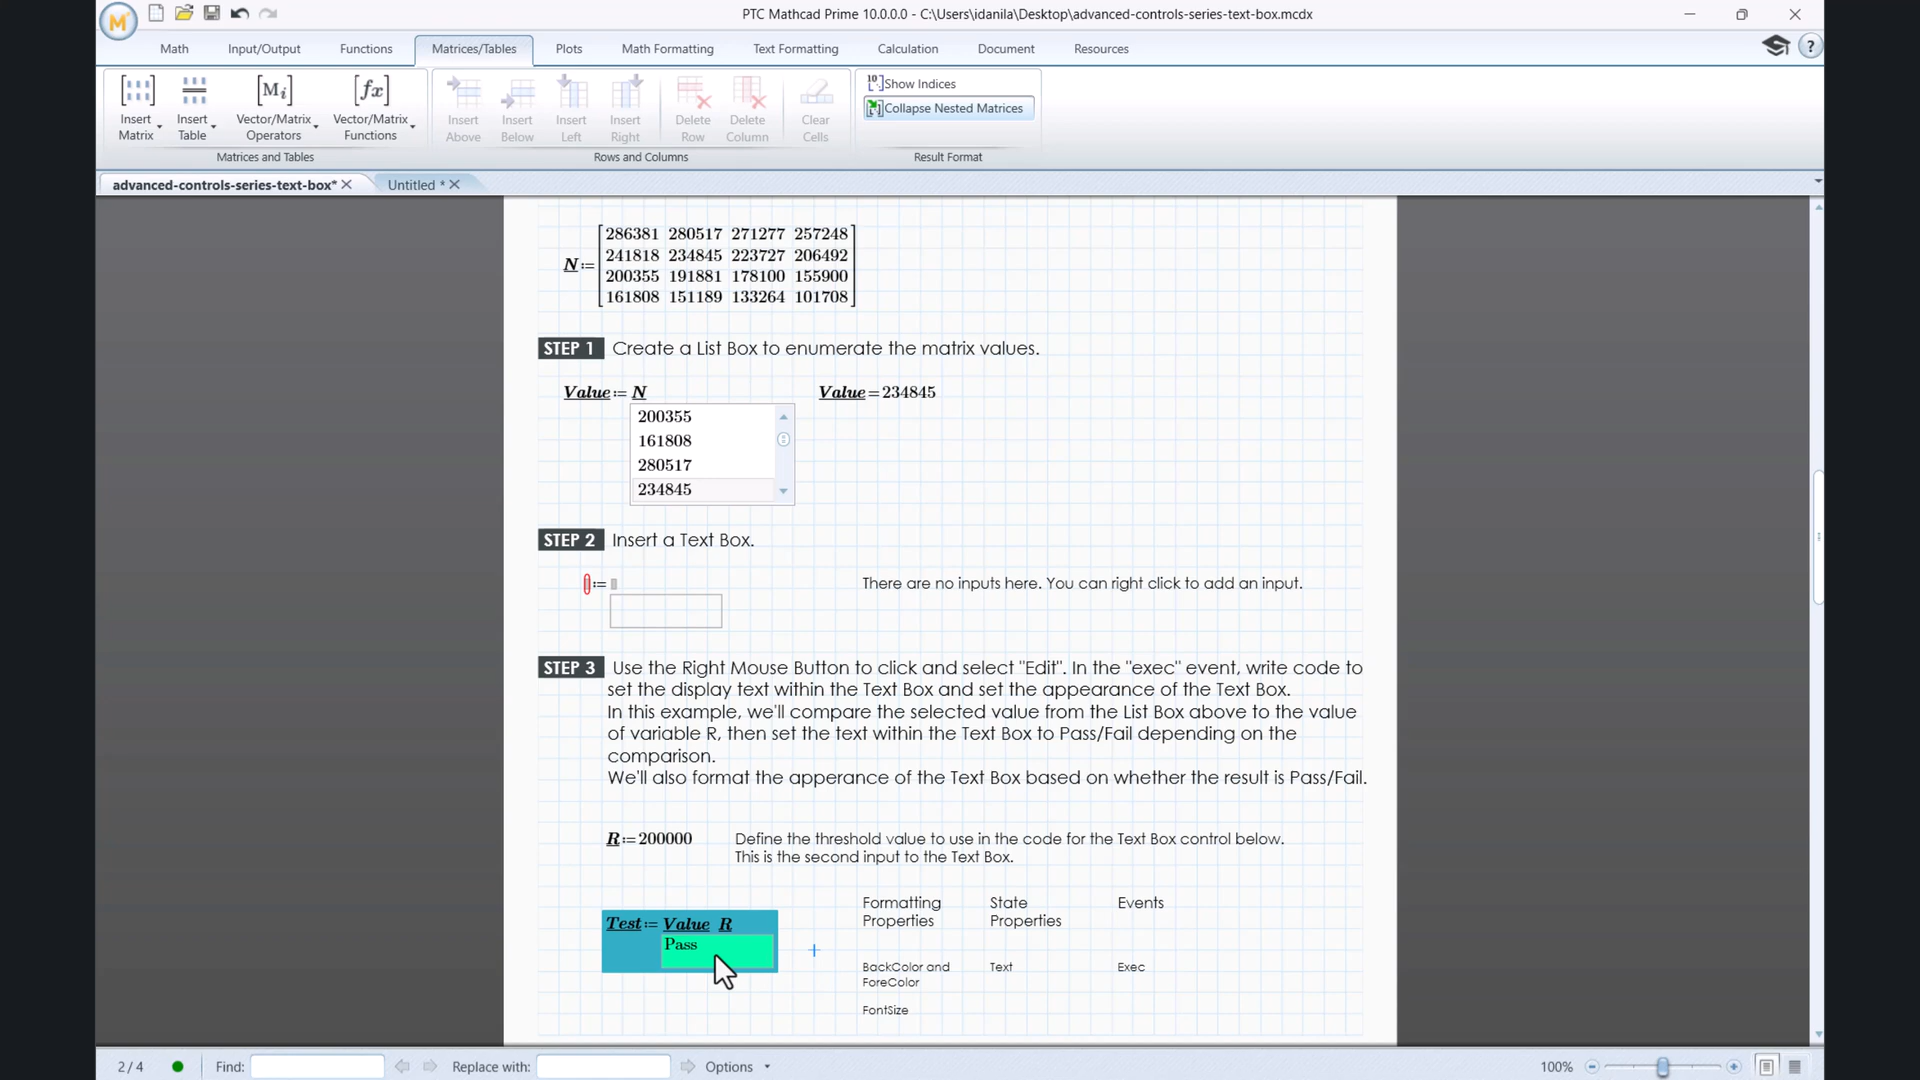 PTC Mathcad Prime 10.0.0.0 - C:\Users\idanila\Desktop\advanced-controls-series-text-box.mcdx
Math Input/Output Functions Matrices/Tables Plots Math Formatting Text Formatting Calculation Document Resources
Insert Matrix
Insert Table
Vector/Matrix Operators
Vector/Matrix Functions
Insert Above
Insert Below
Insert Left
Insert Right
Delete Row
Delete Column
Clear Cells
Show Indices
Collapse Nested Matrices
Matrices and Tables
Rows and Columns
Result Format
advanced-controls-series-text-box*
Untitled *
N:=
286381 280517 271277 257248
241818 234845 223727 206492
200355 191881 178100 155900
161808 151189 133264 101708
STEP 1 Create a List Box to enumerate the matrix values.
Value:= N Value=234845
200355
161808
280517
234845
STEP 2 Insert a Text Box.
:= There are no inputs here. You can right click to add an input.
STEP 3 Use the Right Mouse Button to click and select "Edit". In the "exec" event, write code to
set the display text within the Text Box and set the appearance of the Text Box.
In this example, we'll compare the selected value from the List Box above to the value
of variable R, then set the text within the Text Box to Pass/Fail depending on the
comparison.
We'll also format the apperance of the Text Box based on whether the result is Pass/Fail.
R:=200000 Define the threshold value to use in the code for the Text Box control below.
This is the second input to the Text Box.
Test:= Value R
Pass
Formatting Properties
State Properties
Events
BackColor and ForeColor
Text
Exec
FontSize
2/4 Find: Replace with: Options 100%